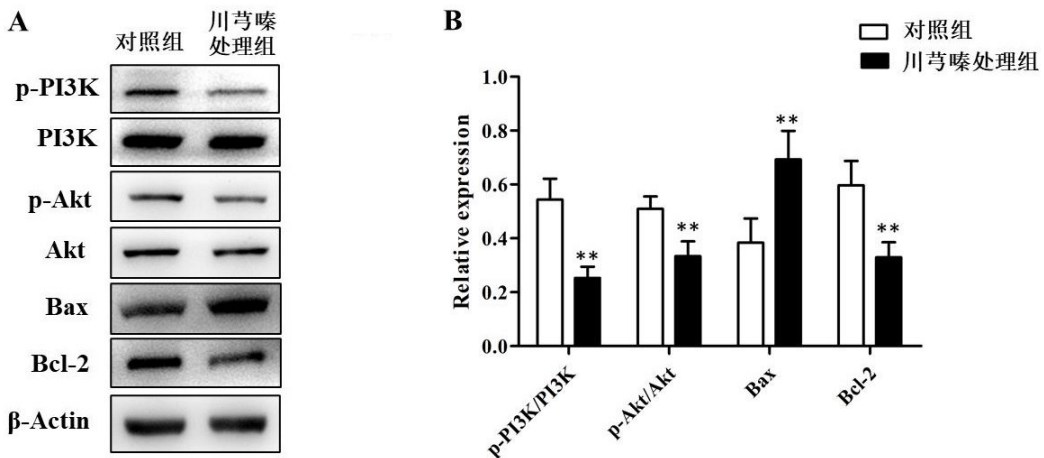 A
对照组
川芎嗪
处理组
p-PI3K
PI3K
p-Akt
Akt
Bax
Bcl-2
β-Actin
B
对照组
川芎嗪处理组
Relative expression
1.0
0.8
0.6
0.4
0.2
0.0
**
**
**
**
p-PI3K/PI3K
p-Akt/Akt
Bax
Bcl-2